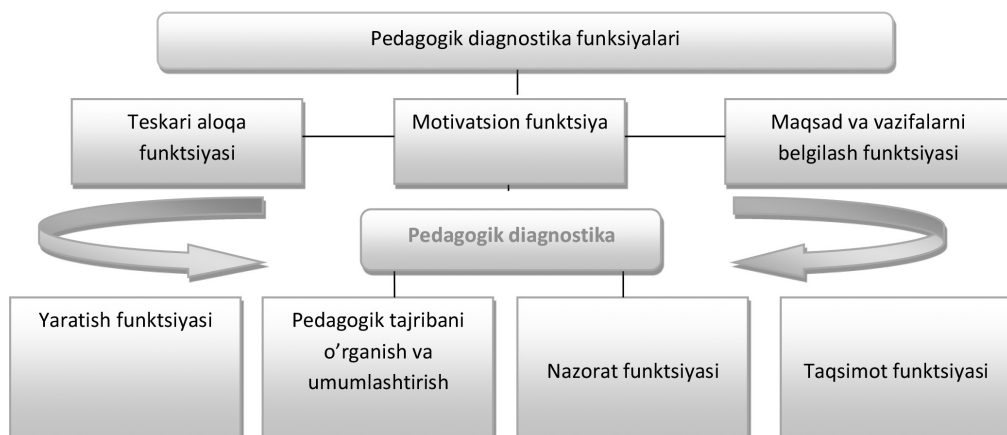 Pedagogik diagnostika funksiyalari
Teskari aloqa
funktsiyasi
Motivatsion funktsiya
Maqsad va vazifalarni
belgilash funktsiyasi
Pedagogik diagnostika
Yaratish funktsiyasi
Pedagogik tajribani
o’rganish va
umumlashtirish
Nazorat funktsiyasi
Taqsimot funktsiyasi